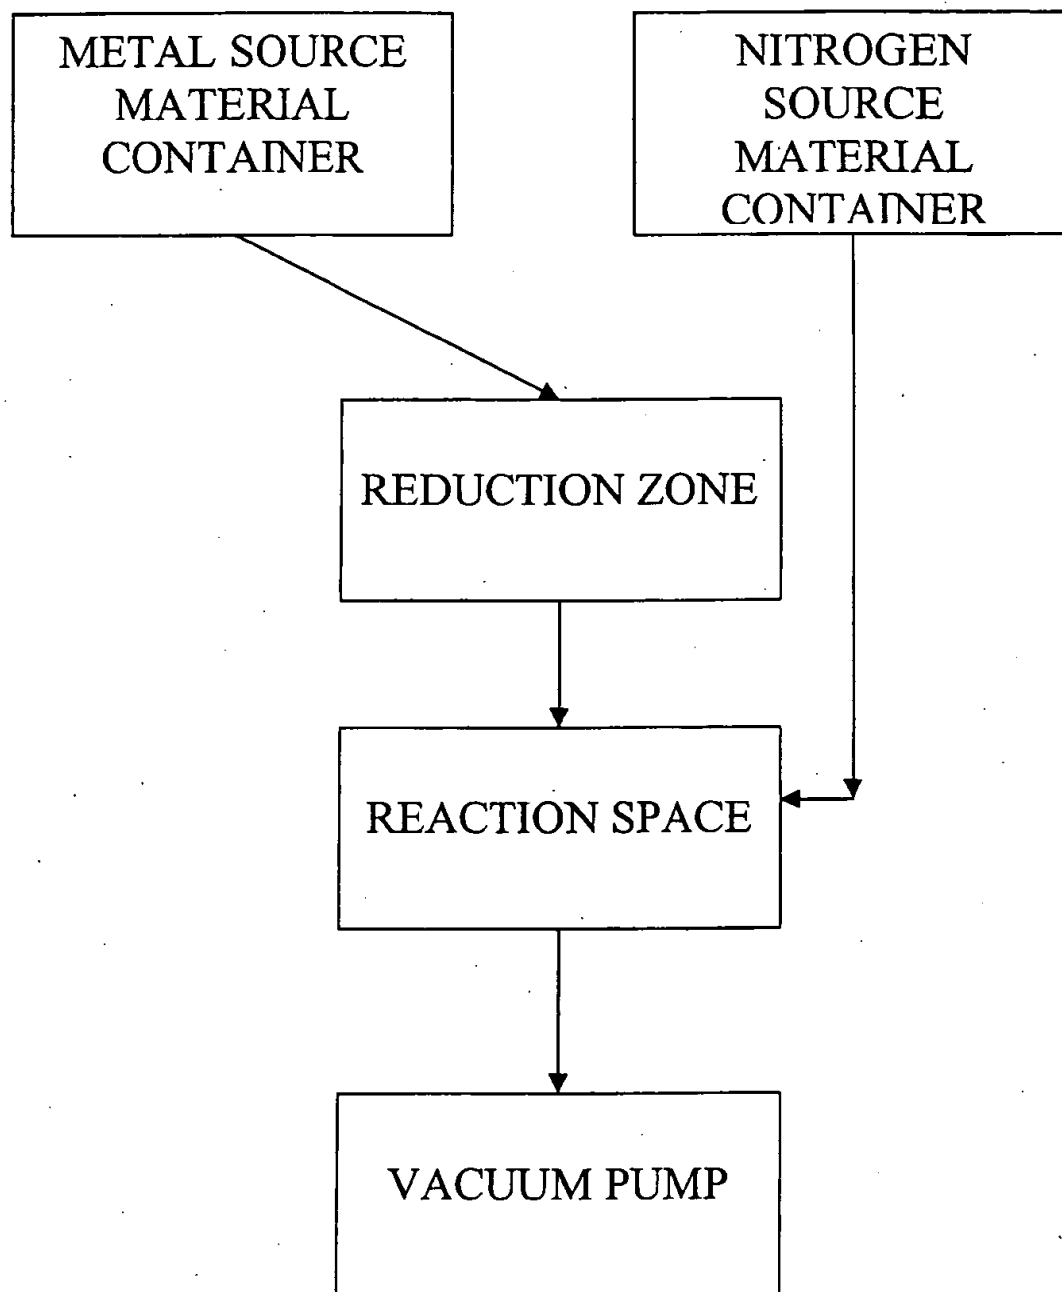 METAL SOURCE
MATERIAL
CONTAINER
NITROGEN
SOURCE
MATERIAL
CONTAINER
REDUCTION ZONE
REACTION SPACE
VACUUM PUMP